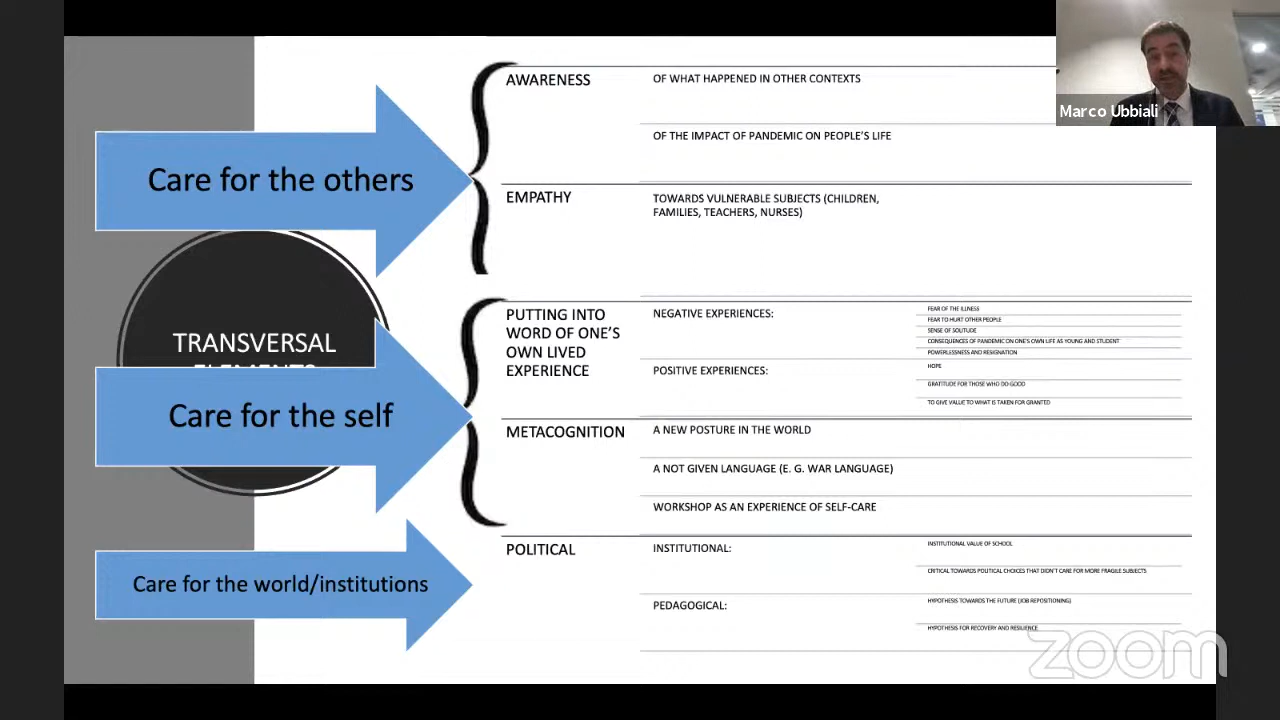 Marco Ubbiali
Care for the others
TRANSVERSAL
Care for the self
Care for the world/institutions
AWARENESS
OF WHAT HAPPENED IN OTHER CONTEXTS
OF THE IMPACT OF PANDEMIC ON PEOPLE'S LIFE
EMPATHY
TOWARDS VULNERABLE SUBJECTS (CHILDREN,
FAMILIES, TEACHERS, NURSES)
PUTTING INTO
WORD OF ONE'S
OWN LIVED
EXPERIENCE
NEGATIVE EXPERIENCES:
FEAR OF THE ILLNESS
FEAR TO HURT OTHER PEOPLE
SENSE OF SOLITUDE
CONSEQUENCES OF PANDEMIC ON ONE'S OWN LIFE AS YOUNG AND STUDENT
POWERLESSNESS AND RESIGNATION
POSITIVE EXPERIENCES:
HOPE
GRATITUDE FOR THOSE WHO DO GOOD
TO GIVE VALUE TO WHAT IS TAKEN FOR GRANTED
METACOGNITION
A NEW POSTURE IN THE WORLD
A NOT GIVEN LANGUAGE (E. G. WAR LANGUAGE)
WORKSHOP AS AN EXPERIENCE OF SELF-CARE
POLITICAL
INSTITUTIONAL:
INSTITUTIONAL VALUE OF SCHOOL
CRITICAL TOWARDS POLITICAL CHOICES THAT DIDN'T CARE FOR MORE FRAGILE SUBJECTS
PEDAGOGICAL:
HYPOTHESIS TOWARDS THE FUTURE (JOB REPOSITIONING)
HYPOTHESIS FOR RECOVERY AND RESILIENCE
zoom